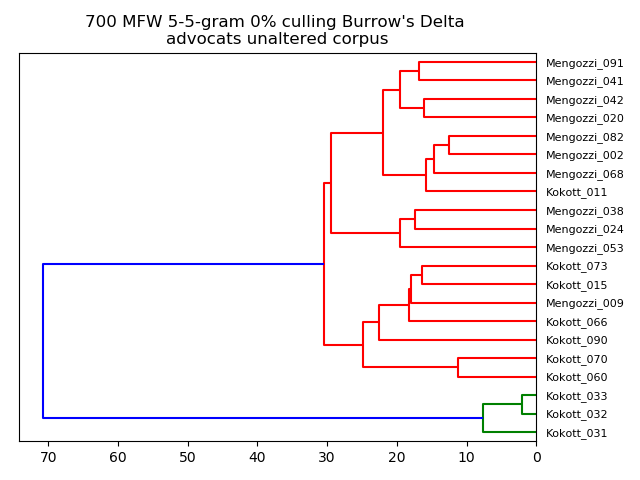 700 MFW 5-5-gram 0% culling Burrow's Delta
advocats unaltered corpus
Mengozzi_091
Mengozzi_041
Mengozzi_042
Mengozzi_020
Mengozzi_082
Mengozzi_002
Mengozzi_068
Kokott_011
Mengozzi_038
Mengozzi_024
Mengozzi_053
Kokott_073
Kokott_015
Mengozzi_009
Kokott_066
Kokott_090
Kokott_070
Kokott_060
Kokott_033
Kokott_032
Kokott_031
70 60 50 40 30 20 10 0